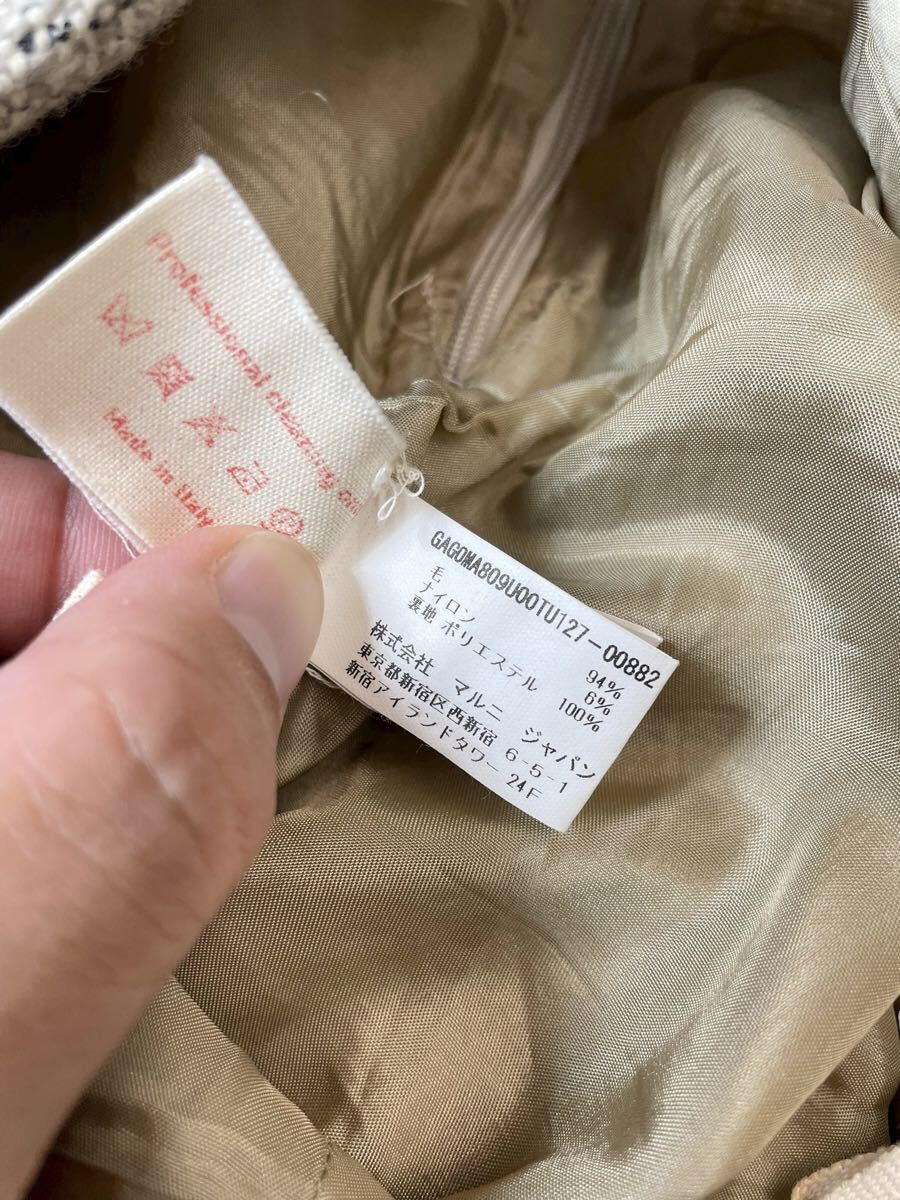 Professional cleaning
Made in Italy
GAGOMA809U00TU127-00882
毛 94%
ナイロン 6%
裏地 ポリエステル 100%
株式会社 マルニ ジャパン
東京都新宿区西新宿 6-5-1
新宿アイランドタワー 24F